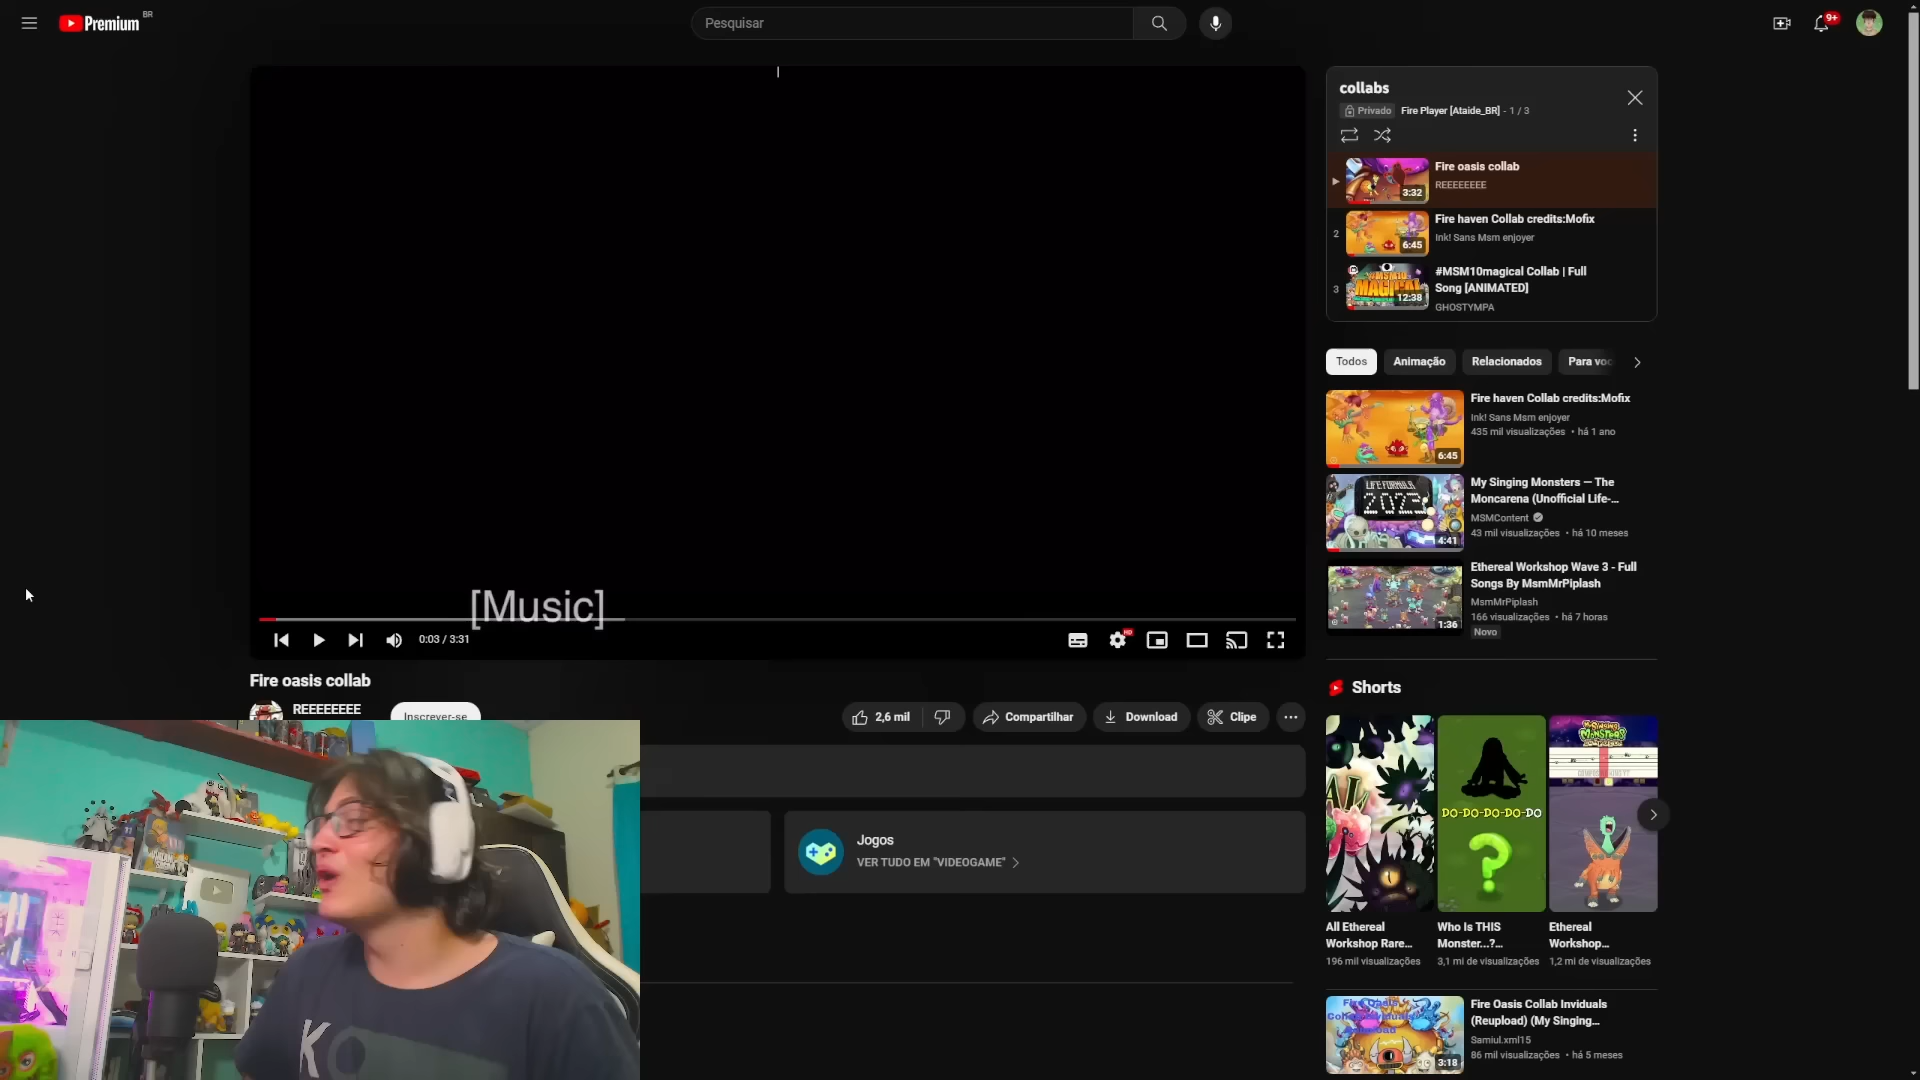 Premium
BR
Pesquisar
9+
[Music]
0:03 / 3:31
HD
Fire oasis collab
REEEEEEEE
Inscrever-se
2,6 mil
Compartilhar
Download
Clipe
Jogos
VER TUDO EM "VIDEOGAME"
collabs
Privado
Fire Player [Ataide_BR] - 1 / 3
Fire oasis collab
REEEEEEEE
3:32
2
Fire haven Collab credits:Mofix
Ink! Sans Msm enjoyer
6:45
3
#MSM10magical Collab | Full
Song [ANIMATED]
GHOSTYMPA
12:38
Todos
Animação
Relacionados
Para voc
Fire haven Collab credits:Mofix
Ink! Sans Msm enjoyer
435 mil visualizações • há 1 ano
6:45
LIFE-FORMULA
2023
My Singing Monsters — The
Moncarena (Unofficial Life-...
MSMContent
43 mil visualizações • há 10 meses
4:41
Ethereal Workshop Wave 3 - Full
Songs By MsmMrPiplash
MsmMrPiplash
166 visualizações • há 7 horas
Novo
1:36
Shorts
DO-DO-DO-DO-DO
All Ethereal
Workshop Rare...
196 mil visualizações
Who Is THIS
Monster...?...
3,1 mi de visualizações
Ethereal
Workshop...
1,2 mi de visualizações
Fire Oasis Collab Inviduals
(Reupload) (My Singing...
Samiul.xml15
86 mil visualizações • há 5 meses
3:18